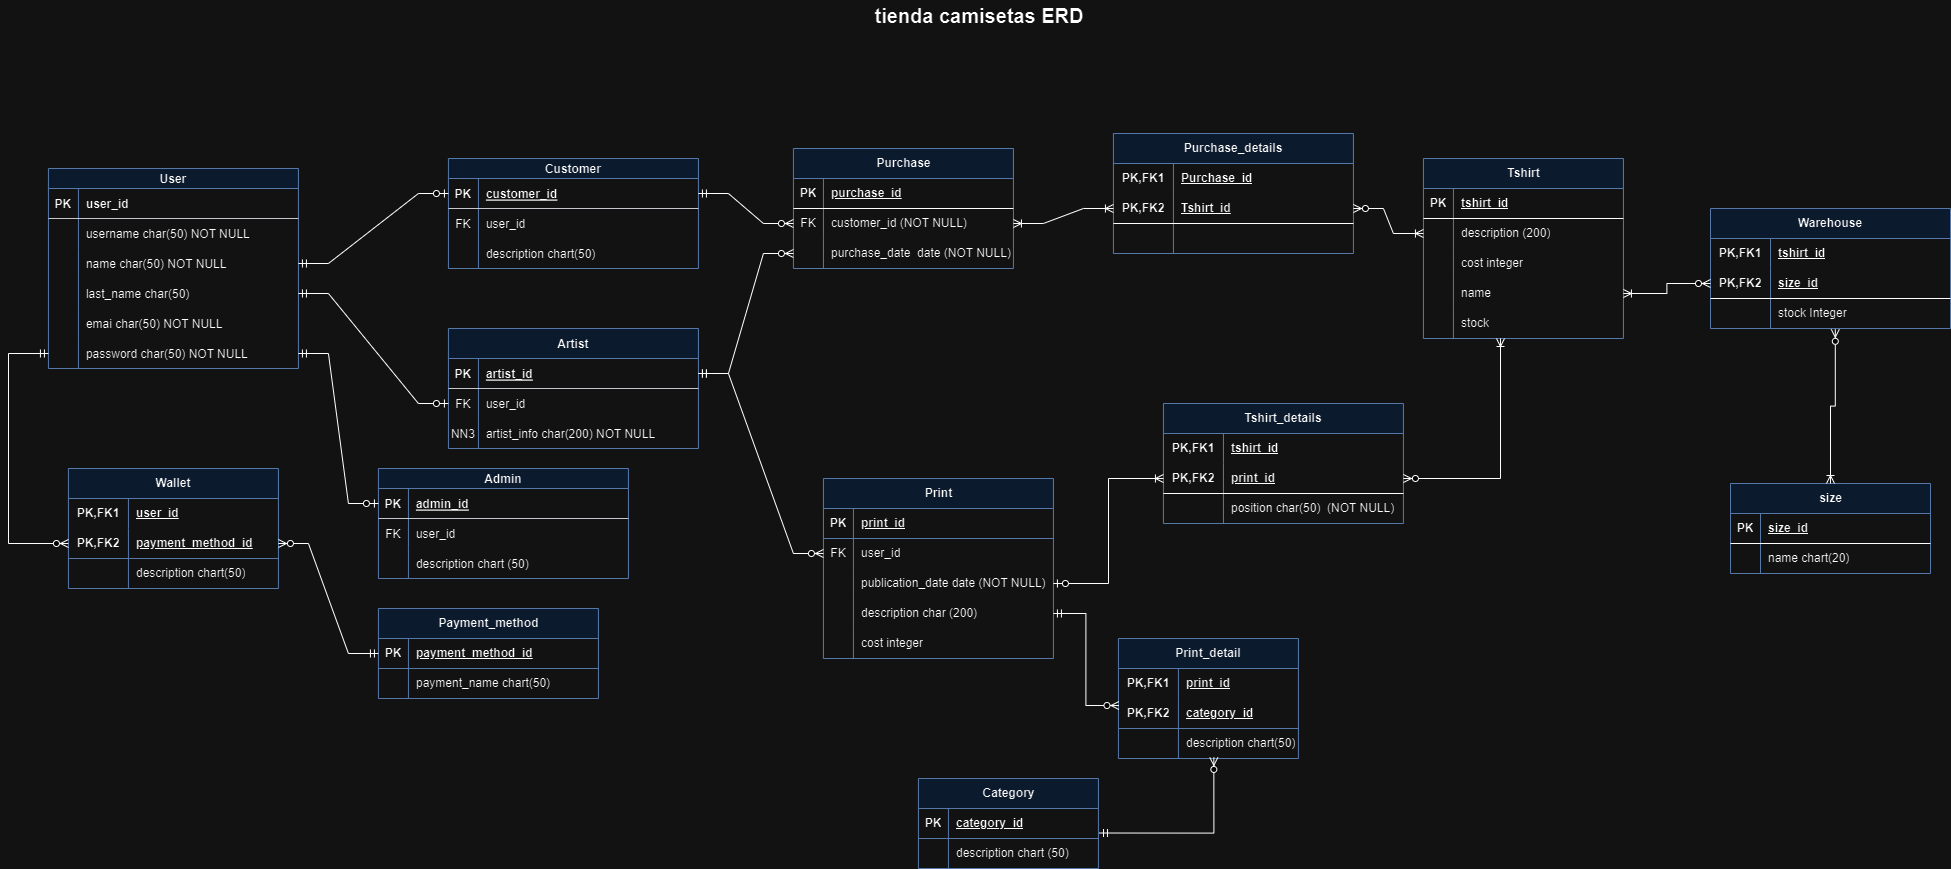 tienda camisetas ERD
User
PK user_id
username char(50) NOT NULL
name char(50) NOT NULL
last_name char(50)
emai char(50) NOT NULL
password char(50) NOT NULL
Customer
PK customer_id
FK user_id
description chart(50)
Artist
PK artist_id
FK user_id
NN3 artist_info char(200) NOT NULL
Admin
PK admin_id
FK user_id
description chart (50)
Wallet
PK,FK1 user_id
PK,FK2 payment_method_id
description chart(50)
Payment_method
PK payment_method_id
payment_name chart(50)
Purchase
PK purchase_id
FK customer_id (NOT NULL)
purchase_date date (NOT NULL)
Purchase_details
PK,FK1 Purchase_id
PK,FK2 Tshirt_id
Tshirt
PK tshirt_id
description (200)
cost integer
name
stock
Warehouse
PK,FK1 tshirt_id
PK,FK2 size_id
stock Integer
Tshirt_details
PK,FK1 tshirt_id
PK,FK2 print_id
position char(50) (NOT NULL)
size
PK size_id
name chart(20)
Print
PK print_id
FK user_id
publication_date date (NOT NULL)
description char (200)
cost integer
Print_detail
PK,FK1 print_id
PK,FK2 category_id
description chart(50)
Category
PK category_id
description chart (50)